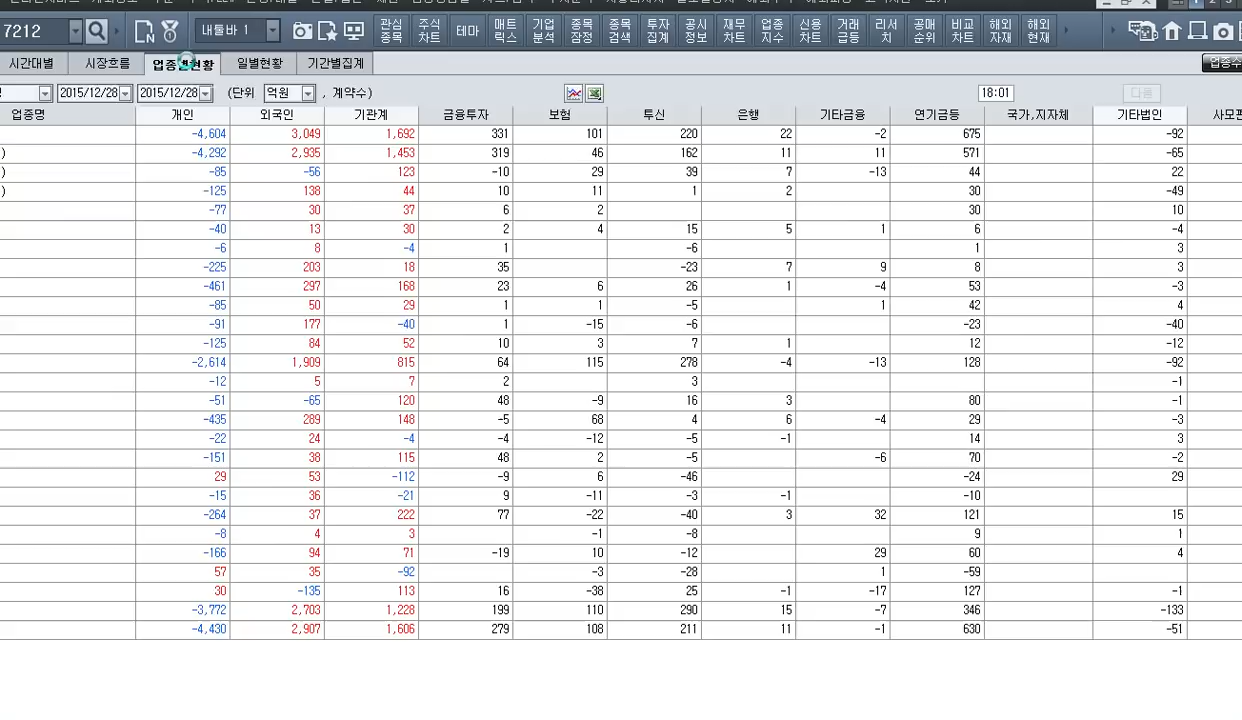 7212 내툴바 1 관심종목 주식차트 테마 매트릭스 기업분석 종목잠정 종목검색 투자집계 공시정보 재무차트 업종지수 신용차트 거래급등 리서치 공매순위 비교차트 해외자재 해외현재
시간대별 시장흐름 일별현황 기간별집계 업종수
2015/12/28 2015/12/28 (단위 억원 , 계약수) 18:01 다음
업종명 개인 외국인 기관계 금융투자 보험 투신 은행 기타금융 연기금등 국가,지자체 기타법인
-4,604 3,049 1,692 331 101 220 22 -2 675 -92
) -4,292 2,935 1,453 319 46 162 11 11 571 -65
) -85 -56 123 -10 29 39 7 -13 44 22
) -125 138 44 10 11 1 2 30 -49
-77 30 37 6 2 30 10
-40 13 30 2 4 15 5 1 6 -4
-6 8 -4 1 -6 1 3
-225 203 18 35 -23 7 9 8 3
-461 297 168 23 6 26 1 -4 53 -3
-85 50 29 1 1 -5 1 42 4
-91 177 -40 1 -15 -6 -23 -40
-125 84 52 10 3 7 1 12 -12
-2,614 1,909 815 64 115 278 -4 -13 128 -92
-12 5 7 2 3 -1
-51 -65 120 48 -9 16 3 80 -1
-435 289 148 -5 68 4 6 -4 29 -3
-22 24 -4 -4 -12 -5 -1 14 3
-151 38 115 48 2 -5 -6 70 -2
29 53 -112 -9 6 -46 -24 29
-15 36 -21 9 -11 -3 -1 -10
-264 37 222 77 -22 -40 3 32 121 15
-8 4 3 -1 -8 9 1
-166 94 71 -19 10 -12 29 60 4
57 35 -92 -3 -28 1 -59
30 -135 113 16 -38 25 -1 -17 127 -1
-3,772 2,703 1,228 199 110 290 15 -7 346 -133
-4,430 2,907 1,606 279 108 211 11 -1 630 -51